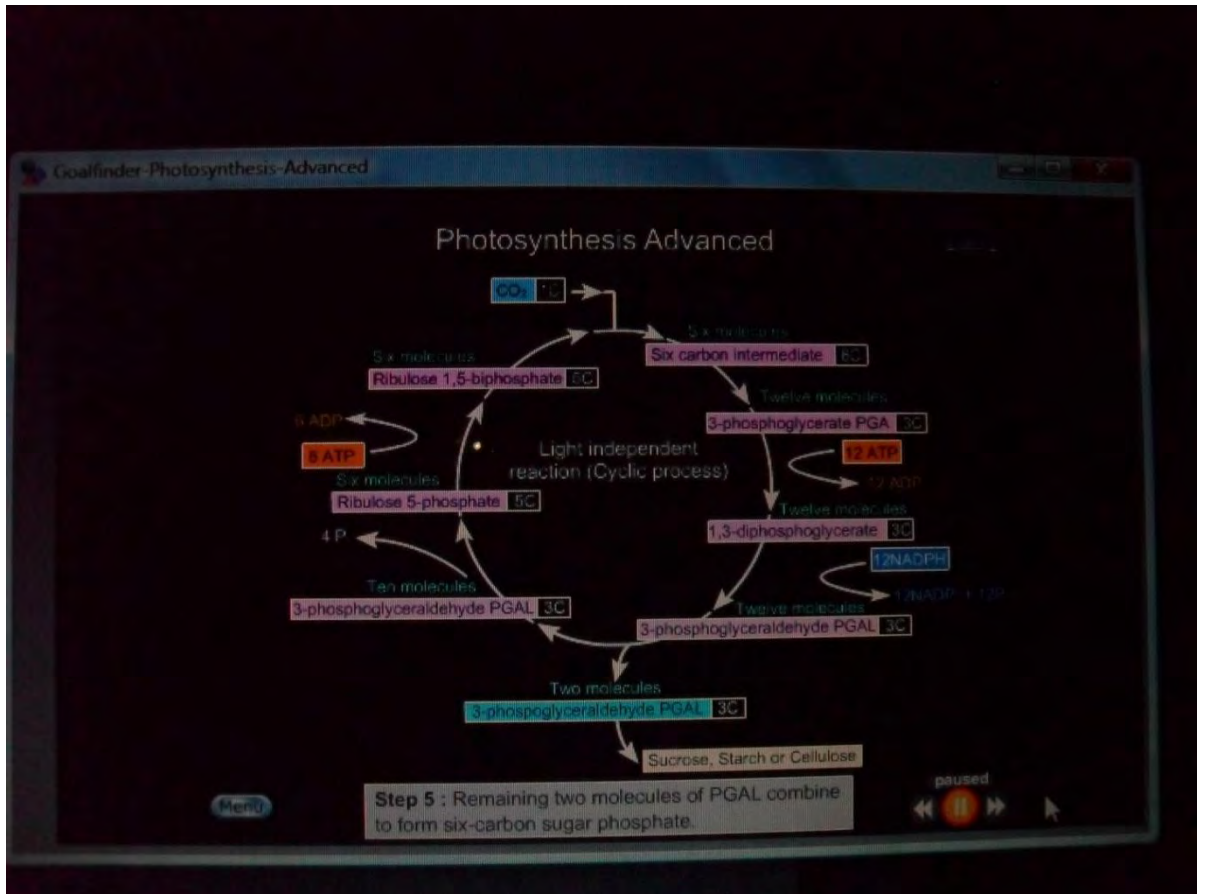 Goalfinder-Photosynthesis-Advanced
Photosynthesis Advanced
CO₂
Six molecules
Six carbon intermediate 6C
Six molecules
Ribulose 1,5-biphosphate 5C
Twelve molecules
3-phosphoglycerate PGA 3C
6 ADP
6 ATP
Light independent
reaction (Cyclic process)
12 ATP
12 ADP
Six molecules
Ribulose 5-phosphate 5C
Twelve molecules
1,3-diphosphoglycerate 3C
4 P
12NADPH
12NADP + 12P
Ten molecules
3-phosphoglyceraldehyde PGAL 3C
Twelve molecules
3-phosphoglyceraldehyde PGAL 3C
Two molecules
3-phospoglyceraldehyde PGAL 3C
Sucrose, Starch or Cellulose
Menu
Step 5 : Remaining two molecules of PGAL combine
to form six-carbon sugar phosphate.
paused